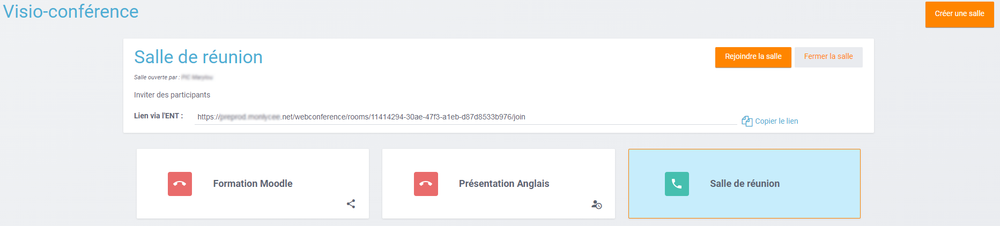 Visio-conférence
Créer une salle
Salle de réunion
Rejoindre la salle
Fermer la salle
Salle ouverte par :
Inviter des participants
Lien via l'ENT :
https:// .net/webconference/rooms/11414294-30ae-47f3-a1eb-d87d8533b976/join
Copier le lien
Formation Moodle
Présentation Anglais
Salle de réunion